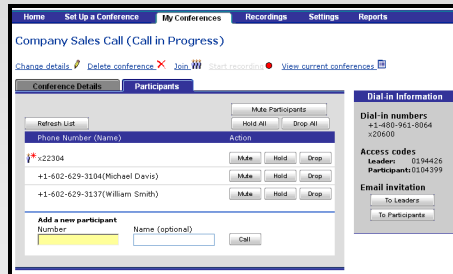 Home Set Up a Conference My Conferences Recordings Settings Reports
Company Sales Call (Call in Progress)
Change details Delete conference Join Start recording View current conferences
Conference Details Participants
Mute Participants
Refresh List Hold All Drop All
Phone Number (Name) Action
* x22304 Mute Hold Drop
+1-602-629-3104(Michael Davis) Mute Hold Drop
+1-602-629-3137(William Smith) Mute Hold Drop
Add a new participant
Number Name (optional)
Call
Dial-in Information
Dial-in numbers
+1-480-961-8064
x20600
Access codes
Leader: 0194426
Participant: 0104399
Email invitation
To Leaders
To Participants